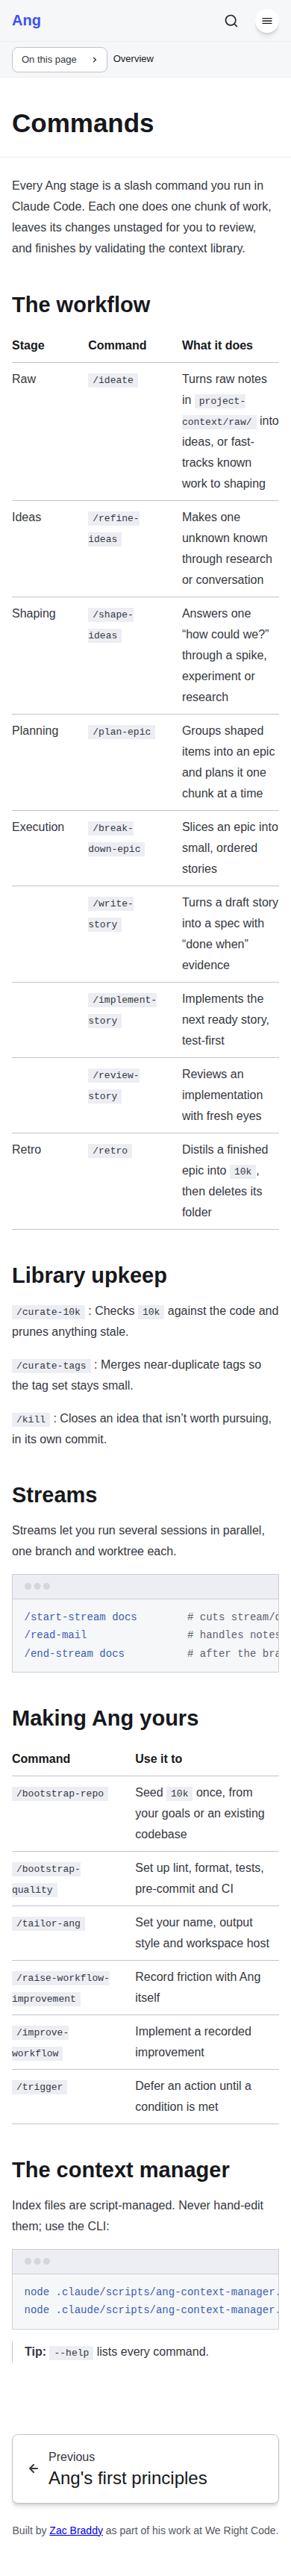 Ang
On this page
Overview
Commands
Every Ang stage is a slash command you run in
Claude Code. Each one does one chunk of work,
leaves its changes unstaged for you to review,
and finishes by validating the context library.
The workflow
Stage Command What it does
Raw /ideate Turns raw notes
in project-
context/raw/ into
ideas, or fast-
tracks known
work to shaping
Ideas /refine- Makes one
ideas unknown known
through research
or conversation
Shaping /shape- Answers one
ideas “how could we?”
through a spike,
experiment or
research
Planning /plan-epic Groups shaped
items into an epic
and plans it one
chunk at a time
Execution /break- Slices an epic into
down-epic small, ordered
stories
/write- Turns a draft story
story into a spec with
“done when”
evidence
/implement- Implements the
story next ready story,
test-first
/review- Reviews an
story implementation
with fresh eyes
Retro /retro Distils a finished
epic into 10k,
then deletes its
folder
Library upkeep
/curate-10k : Checks 10k against the code and
prunes anything stale.
/curate-tags : Merges near-duplicate tags so
the tag set stays small.
/kill : Closes an idea that isn’t worth pursuing,
in its own commit.
Streams
Streams let you run several sessions in parallel,
one branch and worktree each.
/start-stream docs # cuts stream/
/read-mail # handles notes
/end-stream docs # after the bra
Making Ang yours
Command Use it to
/bootstrap-repo Seed 10k once, from
your goals or an existing
codebase
/bootstrap- Set up lint, format, tests,
quality pre-commit and CI
/tailor-ang Set your name, output
style and workspace host
/raise-workflow- Record friction with Ang
improvement itself
/improve- Implement a recorded
workflow improvement
/trigger Defer an action until a
condition is met
The context manager
Index files are script-managed. Never hand-edit
them; use the CLI:
node .claude/scripts/ang-context-manager.
node .claude/scripts/ang-context-manager.
Tip: --help lists every command.
Previous
Ang's first principles
Built by Zac Braddy as part of his work at We Right Code.